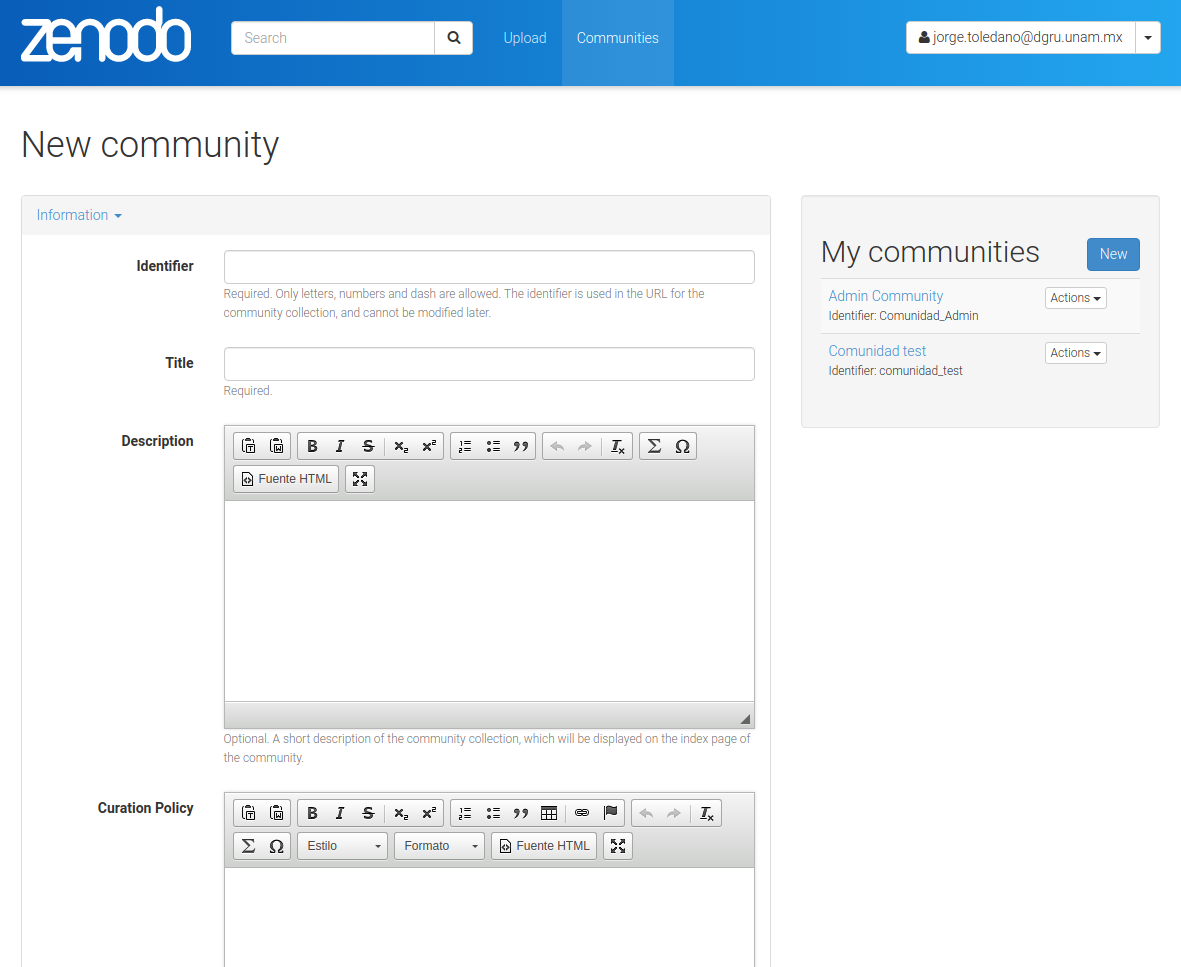 zenodo
Search
Upload
Communities
jorge.toledano@dgru.unam.mx
New community
Information
Identifier
Required. Only letters, numbers and dash are allowed. The identifier is used in the URL for the
community collection, and cannot be modified later.
Title
Required.
Description
B I S x₂ x² Σ Ω
Fuente HTML
Optional. A short description of the community collection, which will be displayed on the index page of
the community.
Curation Policy
B I S x₂ x²
Σ Ω Estilo Formato Fuente HTML
My communities
New
Admin Community
Actions
Identifier: Comunidad_Admin
Comunidad test
Actions
Identifier: comunidad_test